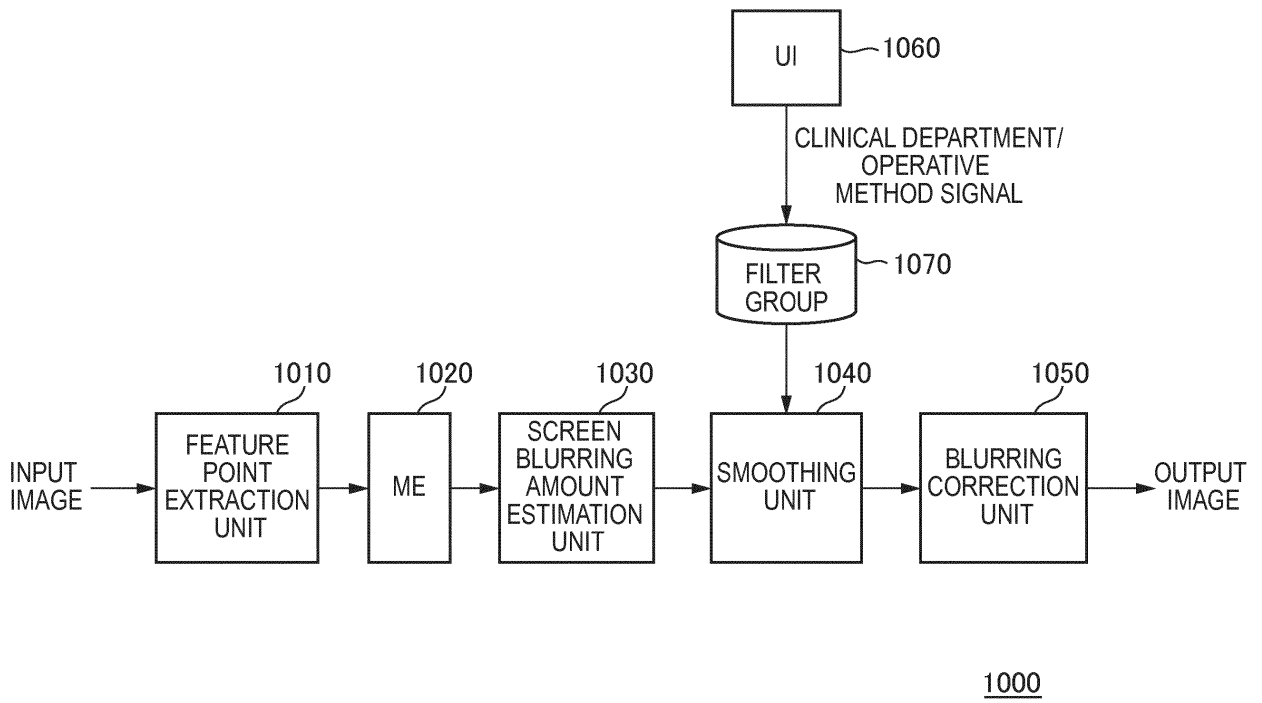 UI
1060
CLINICAL DEPARTMENT/
OPERATIVE
METHOD SIGNAL
FILTER
GROUP
1070
1010
1020
1030
1040
1050
INPUT
IMAGE
FEATURE
POINT
EXTRACTION
UNIT
ME
SCREEN
BLURRING
AMOUNT
ESTIMATION
UNIT
SMOOTHING
UNIT
BLURRING
CORRECTION
UNIT
OUTPUT
IMAGE
1000